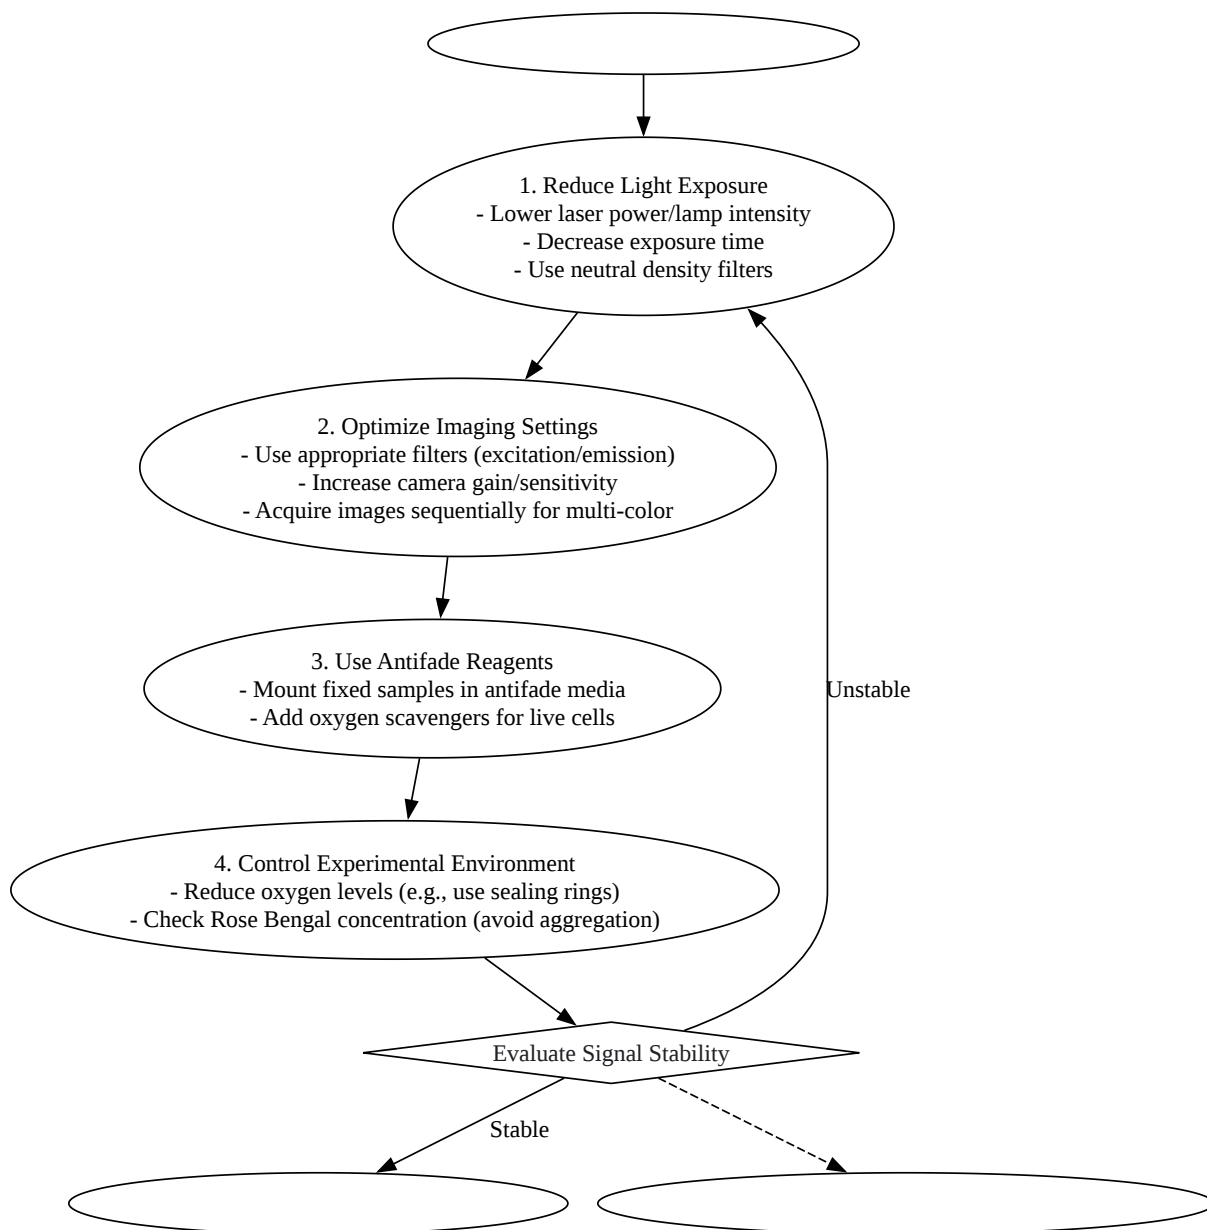 1. Reduce Light Exposure
- Lower laser power/lamp intensity
- Decrease exposure time
- Use neutral density filters
2. Optimize Imaging Settings
- Use appropriate filters (excitation/emission)
- Increase camera gain/sensitivity
- Acquire images sequentially for multi-color
3. Use Antifade Reagents
- Mount fixed samples in antifade media
- Add oxygen scavengers for live cells
Unstable
4. Control Experimental Environment
- Reduce oxygen levels (e.g., use sealing rings)
- Check Rose Bengal concentration (avoid aggregation)
Evaluate Signal Stability
Stable